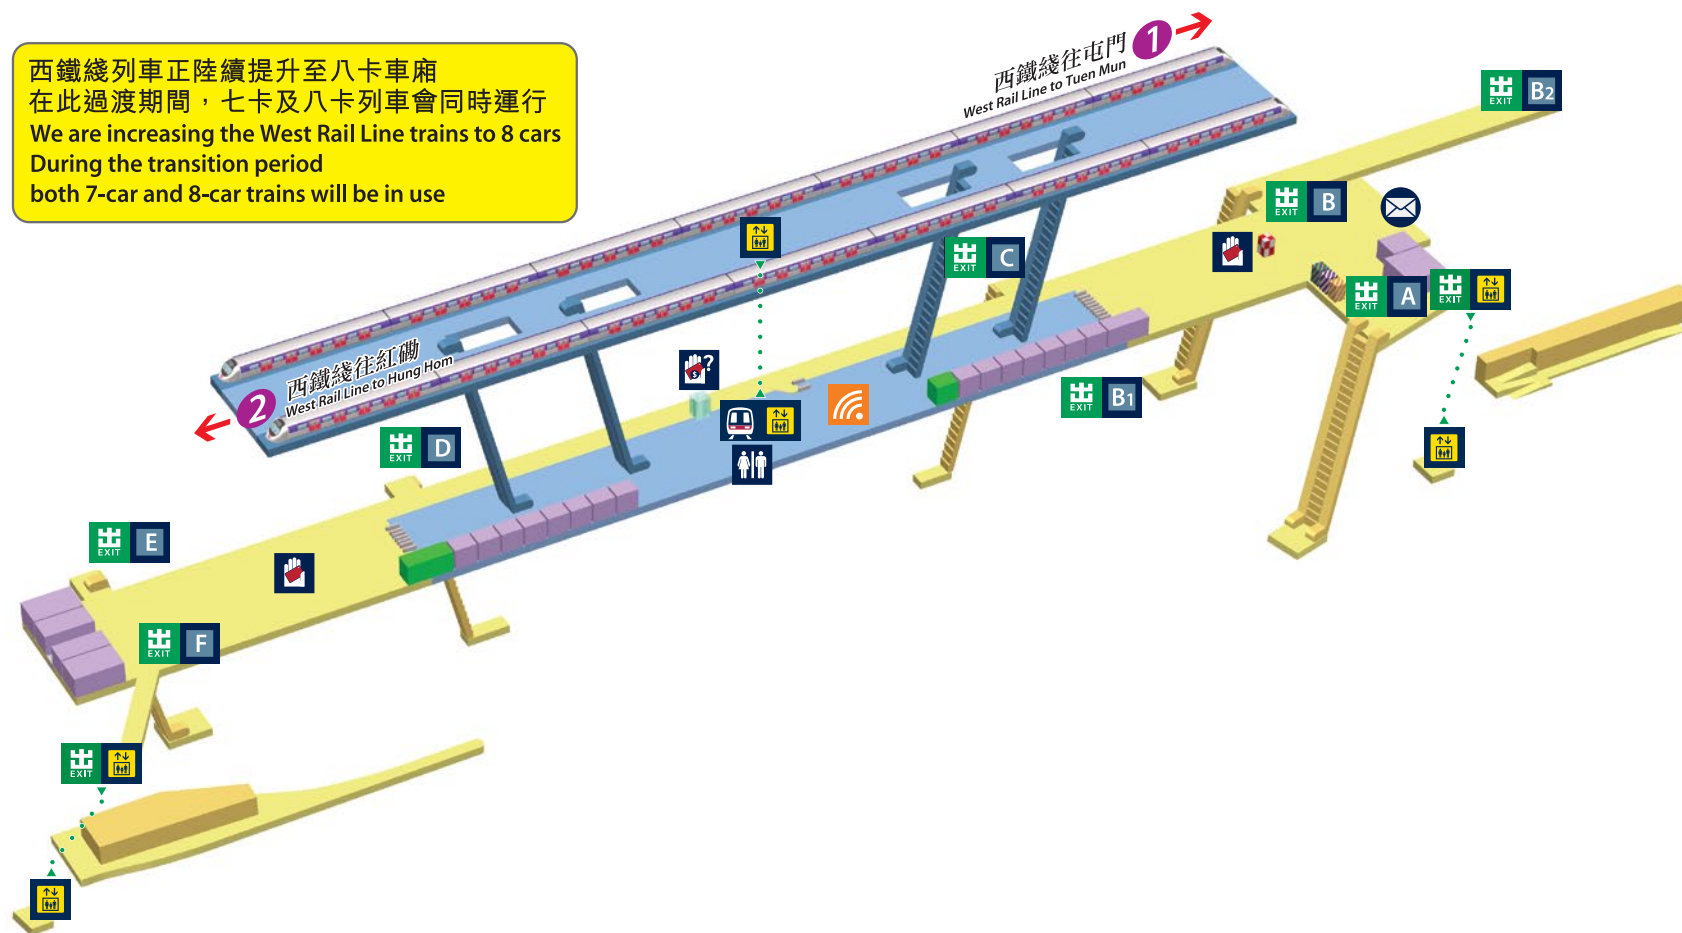 西鐵綫列車正陸續提升至八卡車廂
在此過渡期間，七卡及八卡列車會同時運行
We are increasing the West Rail Line trains to 8 cars
During the transition period
both 7-car and 8-car trains will be in use
西鐵綫往屯門 1
West Rail Line to Tuen Mun
EXIT B2
EXIT B
EXIT C
EXIT A
EXIT
西鐵綫往紅磡
2 West Rail Line to Hung Hom
?
$
EXIT B1
EXIT D
EXIT E
EXIT F
EXIT